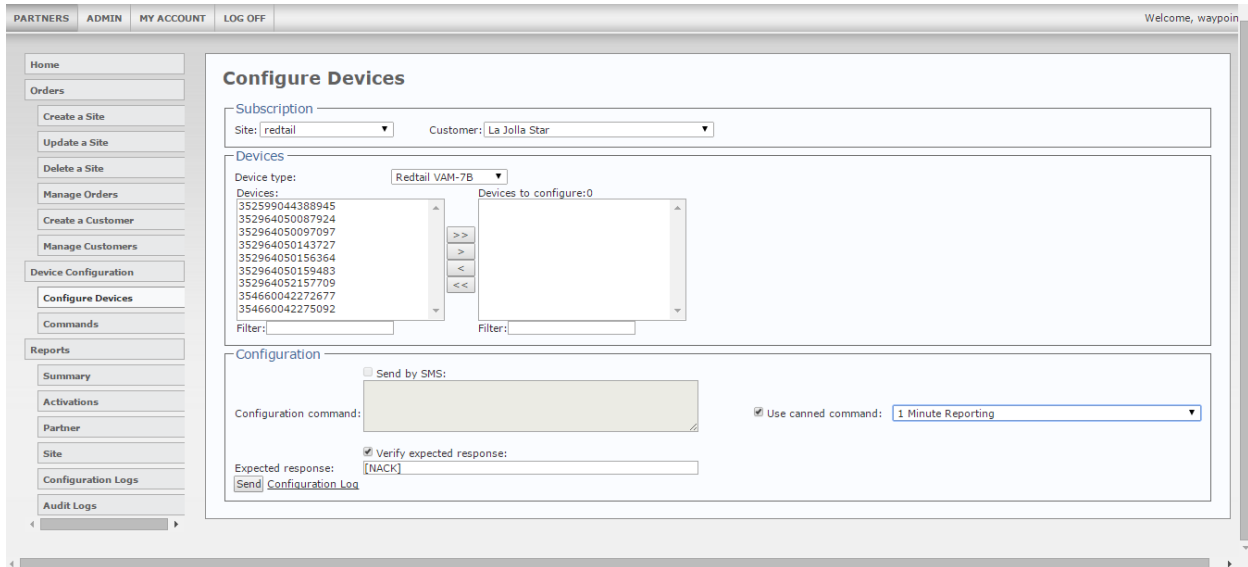 PARTNERS ADMIN MY ACCOUNT LOG OFF Welcome, waypoin
Home
Orders
Create a Site
Update a Site
Delete a Site
Manage Orders
Create a Customer
Manage Customers
Device Configuration
Configure Devices
Commands
Reports
Summary
Activations
Partner
Site
Configuration Logs
Audit Logs
Configure Devices
Subscription
Site: redtail Customer: La Jolla Star
Devices
Device type: Redtail VAM-7B
Devices: Devices to configure:0
352599044388945
352964050087924
352964050097097
352964050143727
352964050156364
352964050159483
352964052157709
354660042272677
354660042275092
>>
>
<
<<
Filter: Filter:
Configuration
Send by SMS:
Configuration command: Use canned command: 1 Minute Reporting
Verify expected response:
Expected response: [NACK]
Send Configuration Log